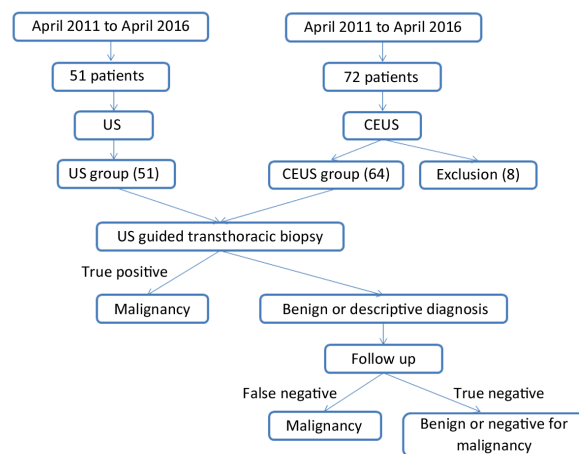 April 2011 to April 2016
April 2011 to April 2016
51 patients
72 patients
US
CEUS
US group (51)
CEUS group (64)
Exclusion (8)
US guided transthoracic biopsy
True positive
Malignancy
Benign or descriptive diagnosis
Follow up
False negative
True negative
Malignancy
Benign or negative for
malignancy